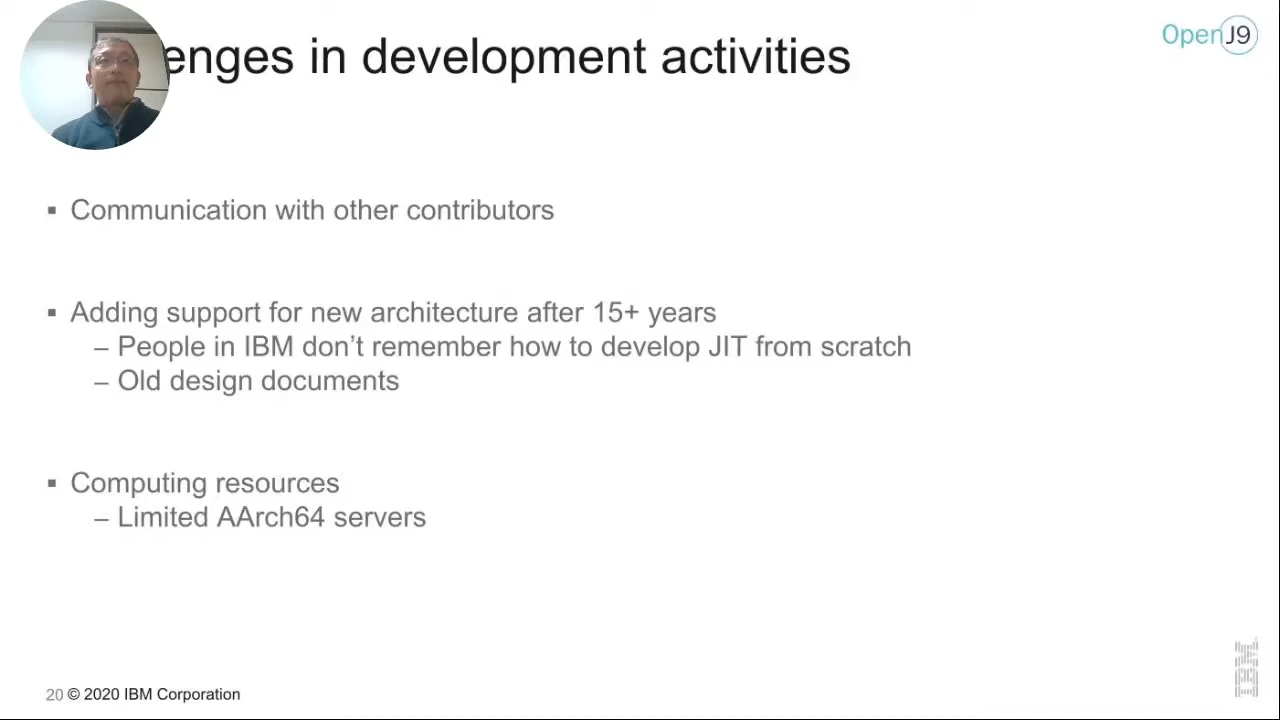 enges in development activities
OpenJ9
▪ Communication with other contributors
▪ Adding support for new architecture after 15+ years
– People in IBM don’t remember how to develop JIT from scratch
– Old design documents
▪ Computing resources
– Limited AArch64 servers
20 © 2020 IBM Corporation
IBM